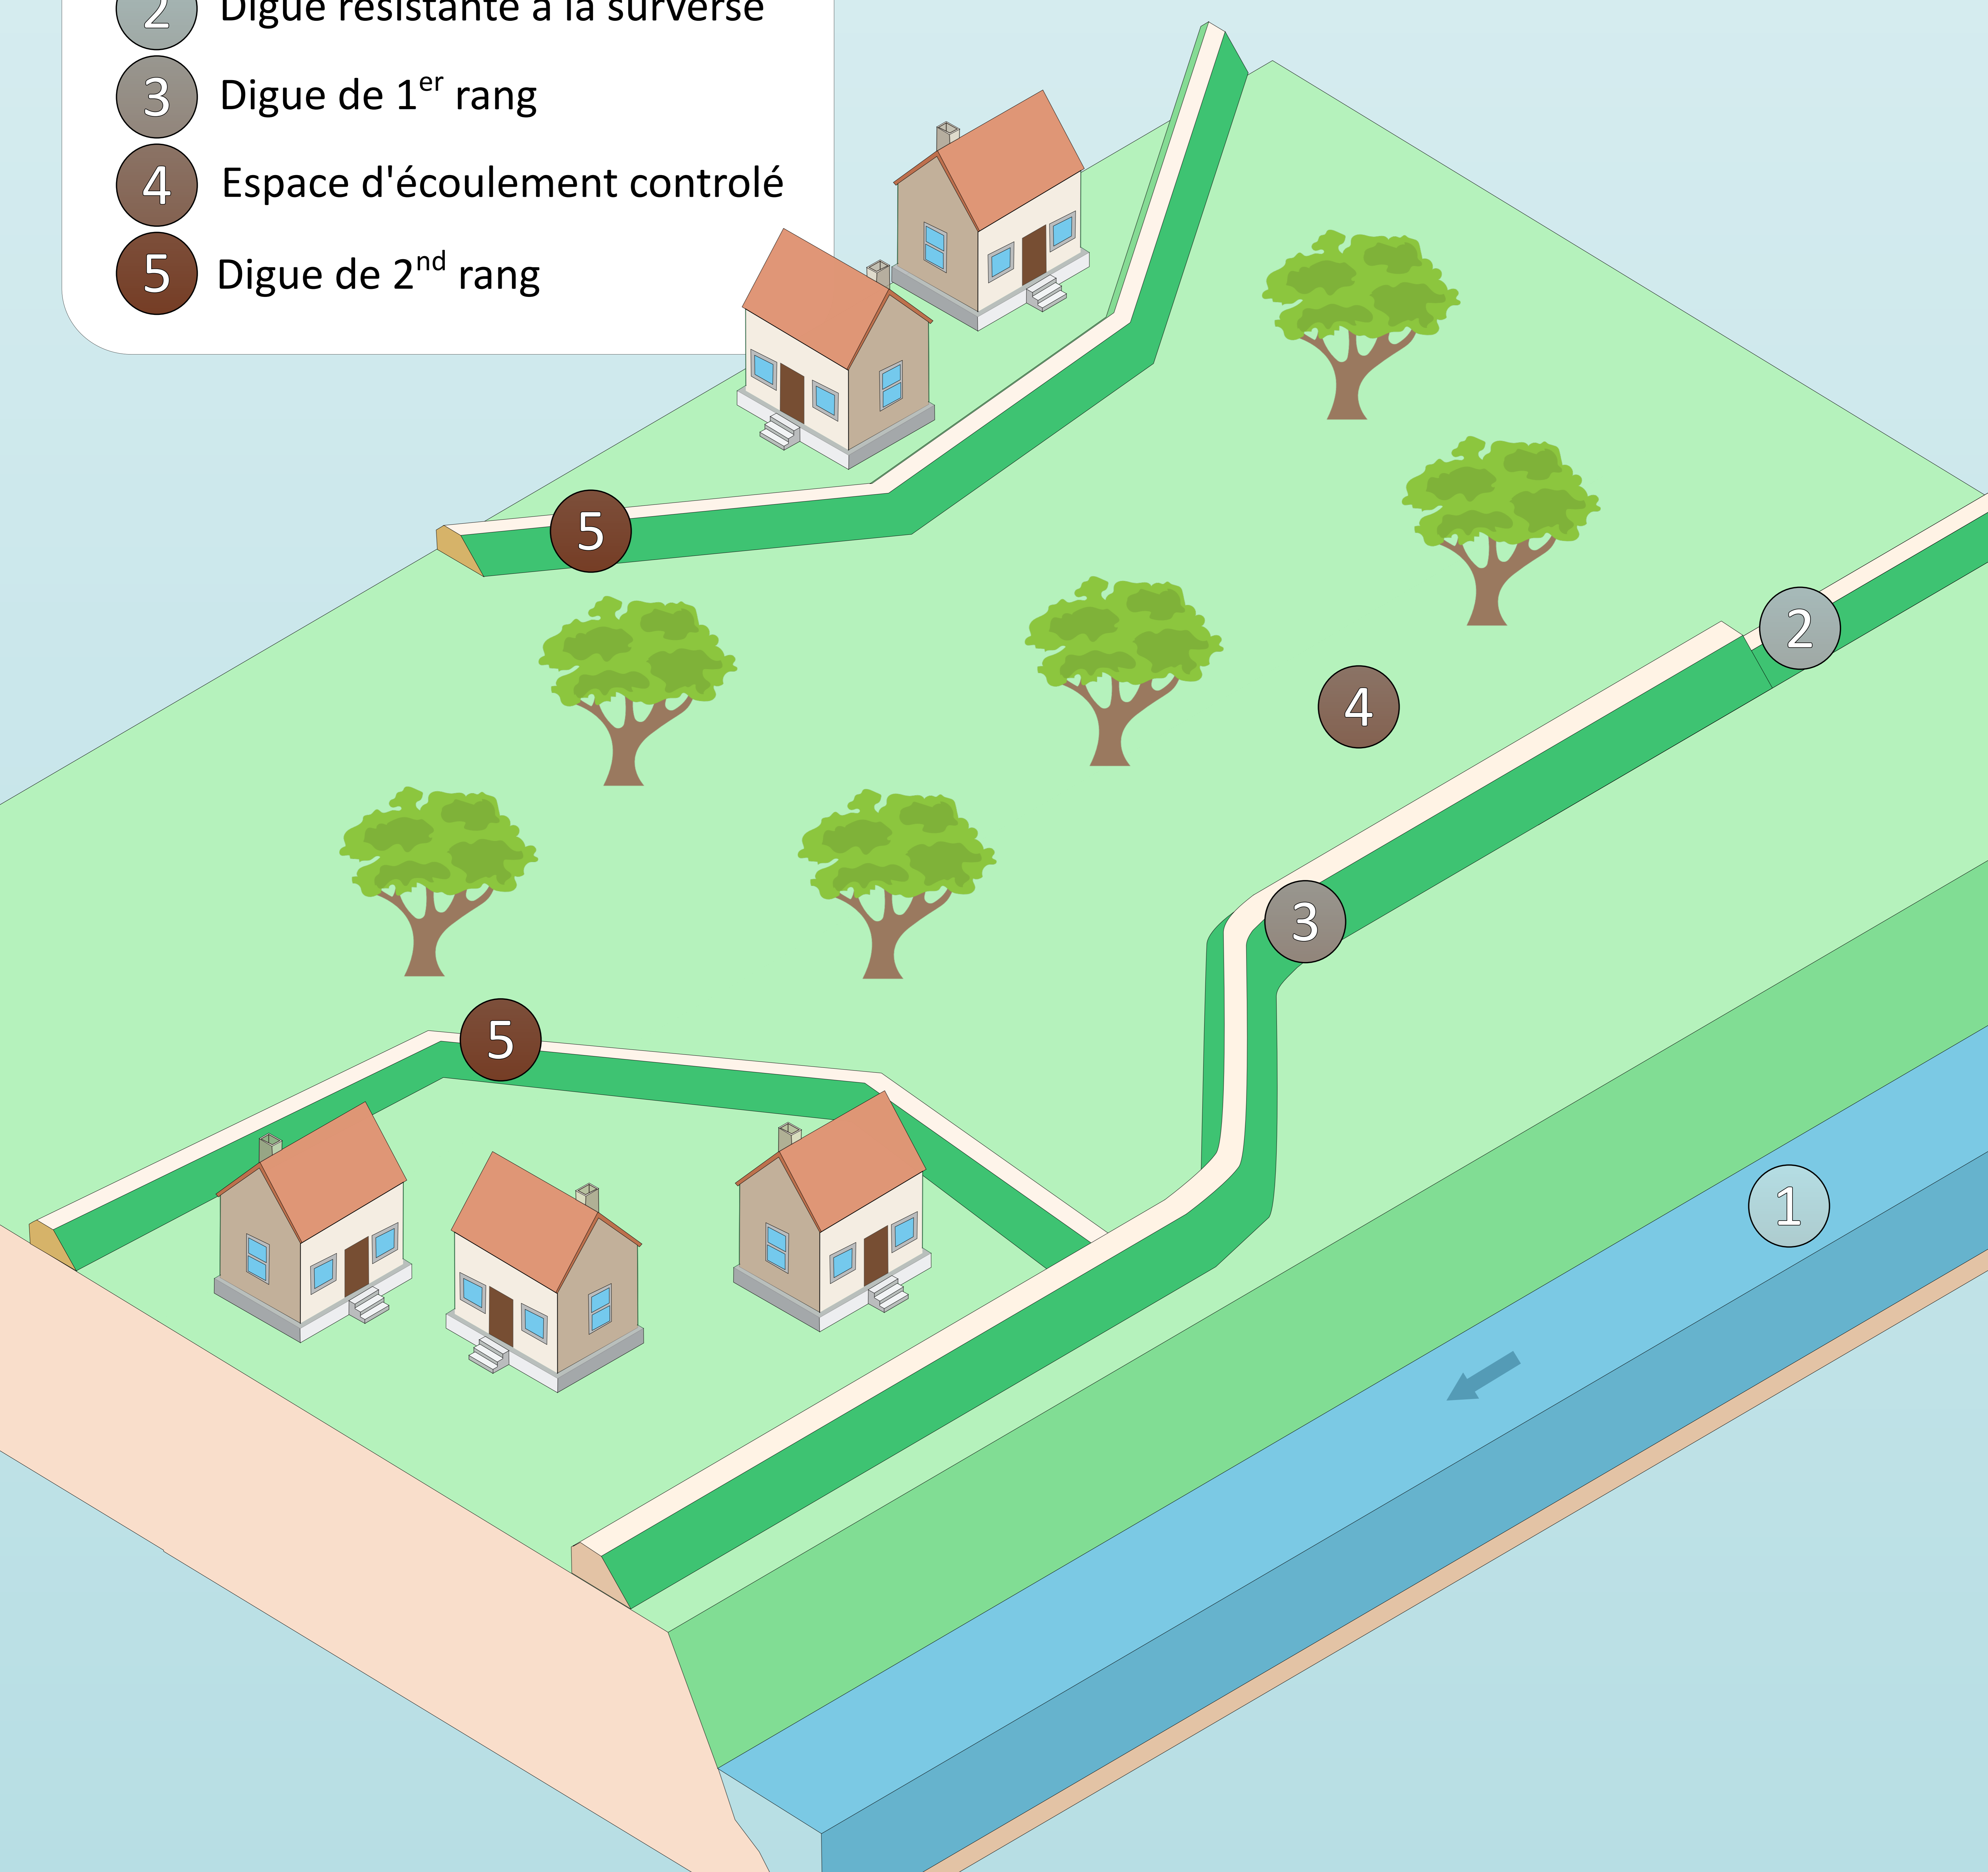 2 Digue résistante à la surverse
3 Digue de 1er rang
4 Espace d'écoulement controlé
5 Digue de 2nd rang
5
2
4
3
5
1